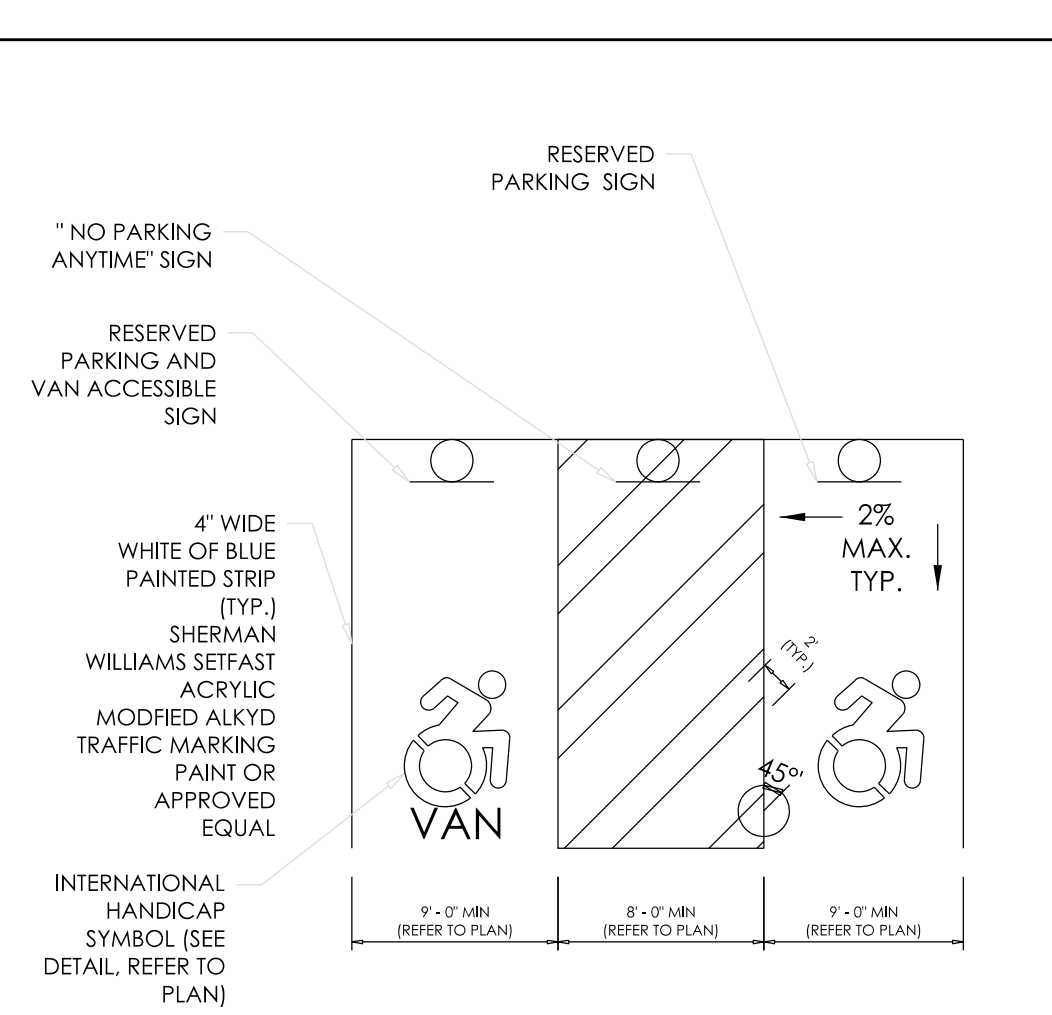 RESERVED
PARKING SIGN
" NO PARKING
ANYTIME" SIGN
RESERVED
PARKING AND
VAN ACCESSIBLE
SIGN
4" WIDE
WHITE OF BLUE
PAINTED STRIP
(TYP.)
SHERMAN
WILLIAMS SETFAST
ACRYLIC
MODFIED ALKYD
TRAFFIC MARKING
PAINT OR
APPROVED
EQUAL
2%
MAX.
TYP.
2'
(TYP.)
45°'
VAN
INTERNATIONAL
HANDICAP
SYMBOL (SEE
DETAIL, REFER TO
PLAN)
9' - 0" MIN
(REFER TO PLAN)
8' - 0" MIN
(REFER TO PLAN)
9' - 0" MIN
(REFER TO PLAN)